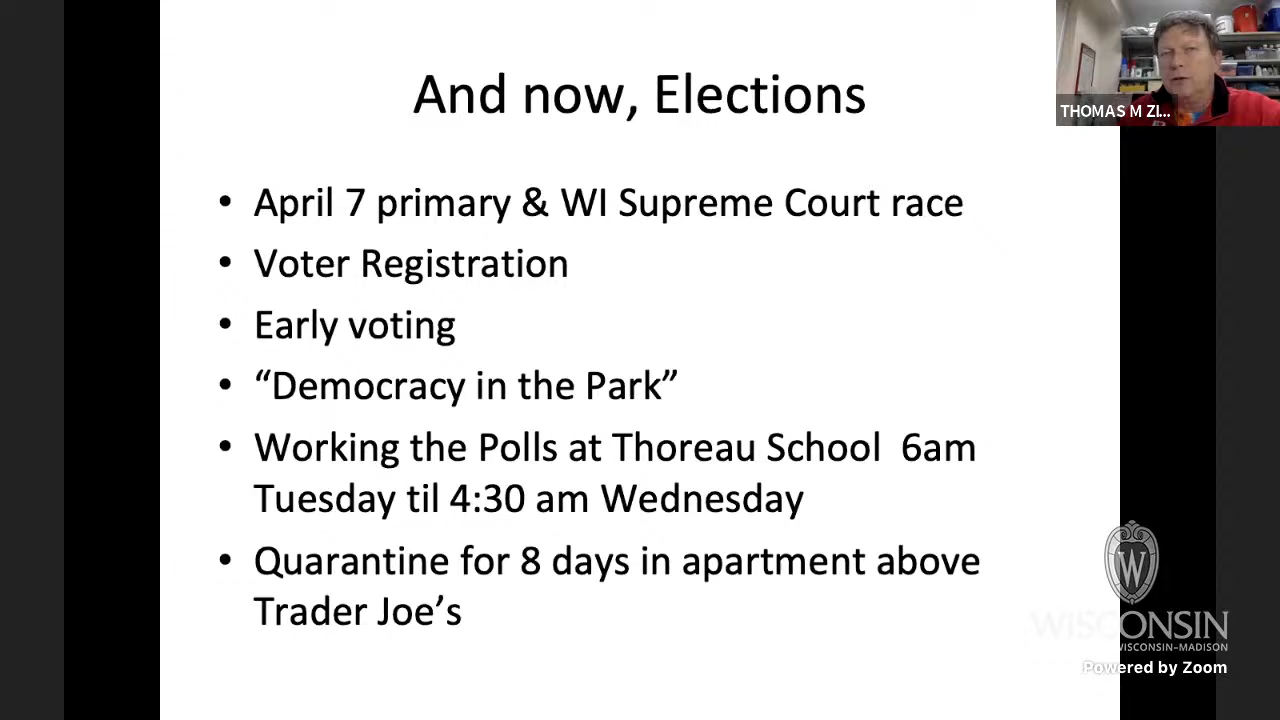 And now, Elections
THOMAS M ZI...
• April 7 primary & WI Supreme Court race
• Voter Registration
• Early voting
• “Democracy in the Park”
• Working the Polls at Thoreau School 6am
Tuesday til 4:30 am Wednesday
• Quarantine for 8 days in apartment above
Trader Joe’s
W
WISCONSIN
WISCONSIN–MADISON
Powered by Zoom